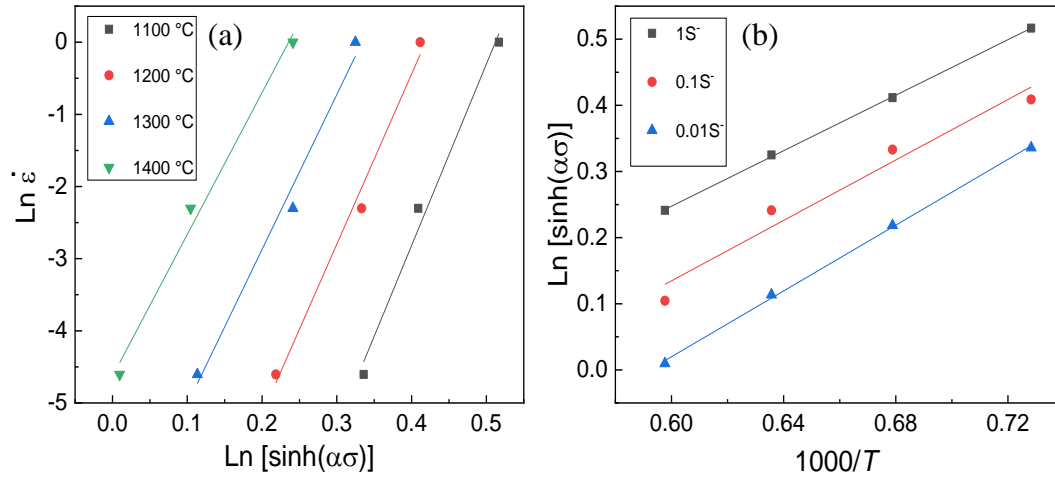 (a)
1100 °C
1200 °C
1300 °C
1400 °C
0
-1
-2
-3
-4
-5
Ln ε̇
0.0 0.1 0.2 0.3 0.4 0.5
Ln [sinh(ασ)]
(b)
1S⁻
0.1S⁻
0.01S⁻
0.5
0.4
0.3
0.2
0.1
0.0
Ln [sinh(ασ)]
0.60 0.64 0.68 0.72
1000/T